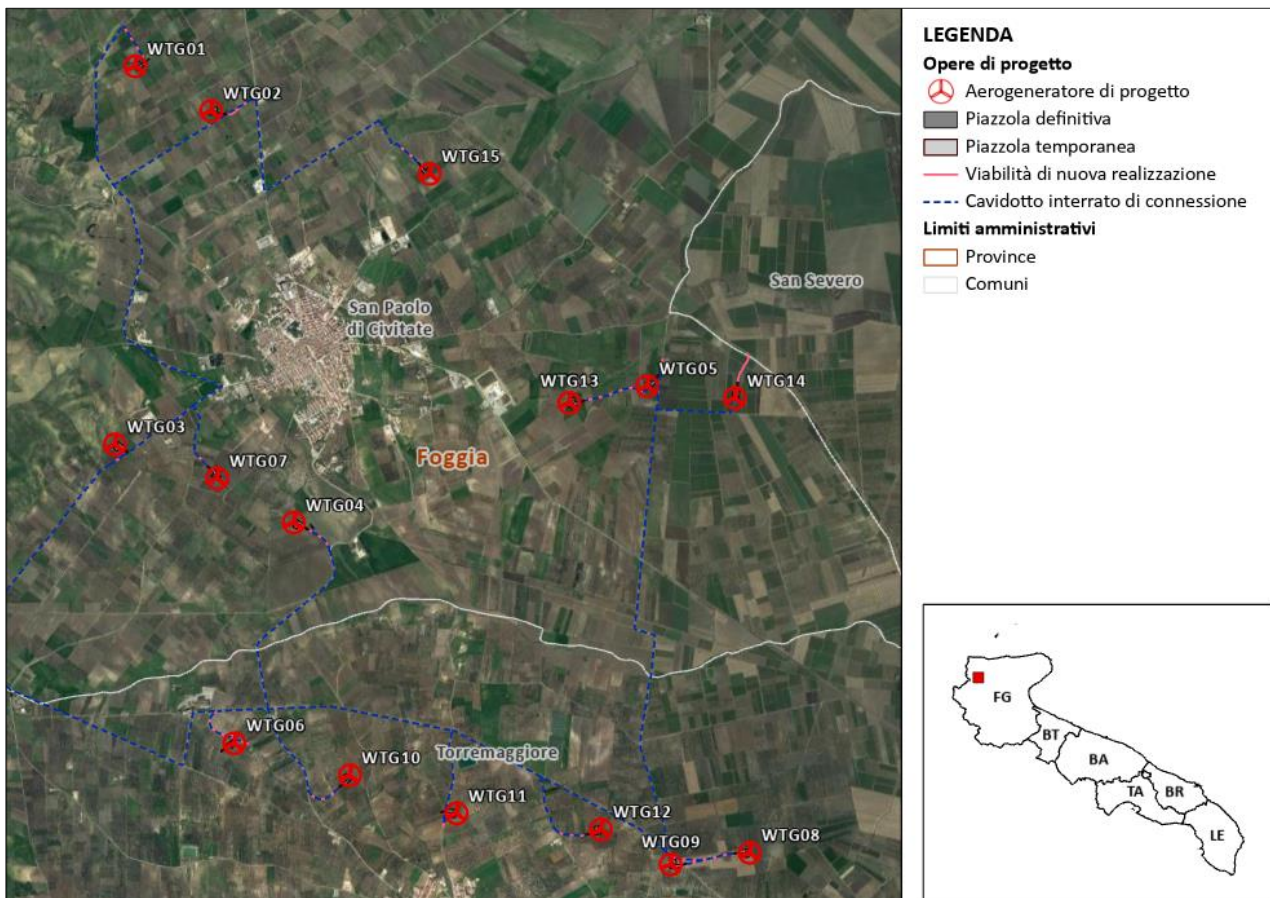 WTG01
WTG02
WTG15
San Severo
San Paolo
di Civitate
WTG13
WTG05
WTG14
WTG03
WTG07
Foggia
WTG04
WTG06
WTG10
Torremaggiore
WTG11
WTG12
WTG09
WTG08
LEGENDA
Opere di progetto
Aerogeneratore di progetto
Piazzola definitiva
Piazzola temporanea
Viabilità di nuova realizzazione
Cavidotto interrato di connessione
Limiti amministrativi
Province
Comuni
FG
BT
BA
TA
BR
LE